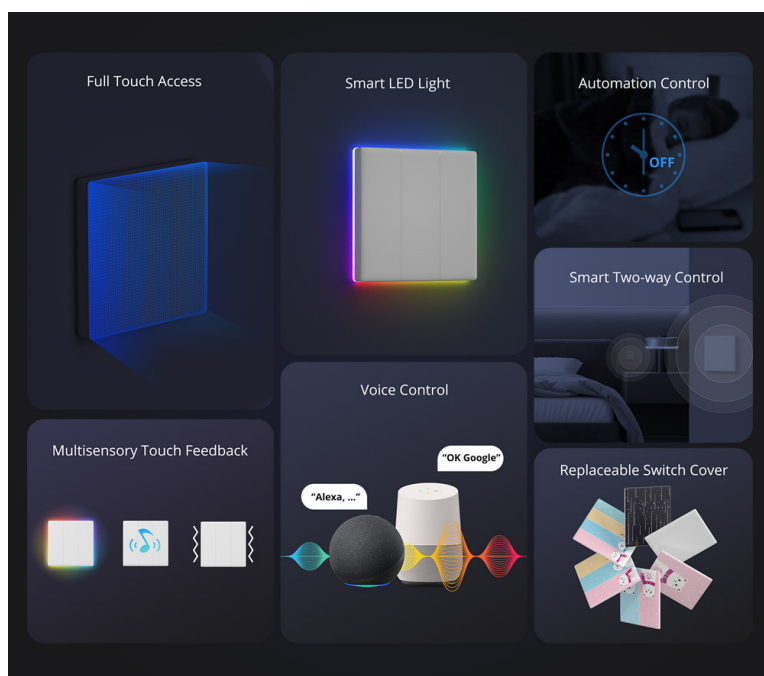 Full Touch Access
Smart LED Light
Automation Control
OFF
Smart Two-way Control
Voice Control
"OK Google"
"Alexa, ..."
Multisensory Touch Feedback
Replaceable Switch Cover